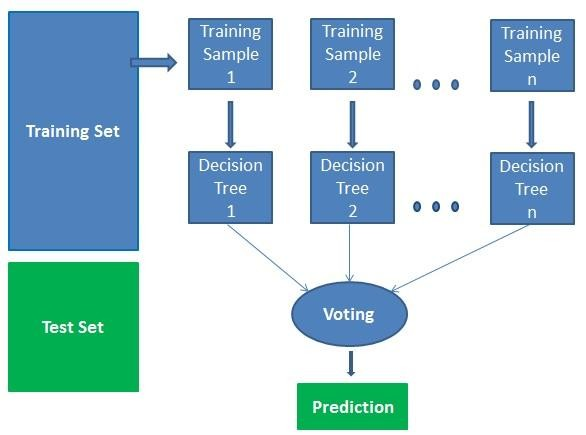 Training Set
Training
Sample
1
Training
Sample
2
Training
Sample
n
Decision
Tree
1
Decision
Tree
2
Decision
Tree
n
Test Set
Voting
Prediction